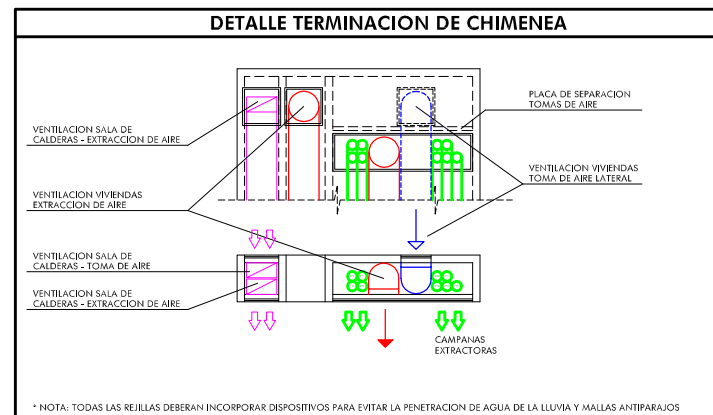 DETALLE TERMINACION DE CHIMENEA
PLACA DE SEPARACION
TOMAS DE AIRE
VENTILACION SALA DE
CALDERAS - EXTRACCION DE AIRE
VENTILACION VIVIENDAS
TOMA DE AIRE LATERAL
VENTILACION VIVIENDAS
EXTRACCION DE AIRE
VENTILACION SALA DE
CALDERAS - TOMA DE AIRE
VENTILACION SALA DE
CALDERAS - EXTRACCION DE AIRE
CAMPANAS
EXTRACTORAS
* NOTA: TODAS LAS REJILLAS DEBERAN INCORPORAR DISPOSITIVOS PARA EVITAR LA PENETRACION DE AGUA DE LA LLUVIA Y MALLAS ANTIPARAJOS